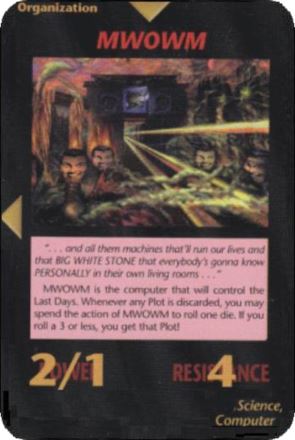 Organization
MWOWM
". . . and all them machines that'll run our lives and
that BIG WHITE STONE that everybody's gonna know
PERSONALLY in their own living rooms . . ."
MWOWM is the computer that will control the
Last Days. Whenever any Plot is discarded, you may
spend the action of MWOWM to roll one die. If you
roll a 3 or less, you get that Plot!
POWER 2/1
RESISTANCE 4
.Science,
Computer